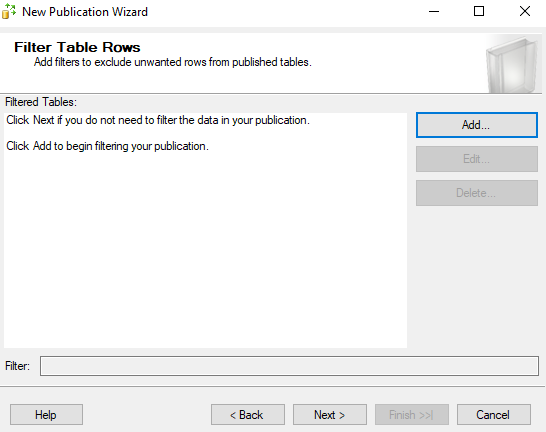 New Publication Wizard
Filter Table Rows
Add filters to exclude unwanted rows from published tables.
Filtered Tables:
Click Next if you do not need to filter the data in your publication.
Click Add to begin filtering your publication.
Add...
Edit...
Delete...
Filter:
Help
< Back
Next >
Finish >>|
Cancel